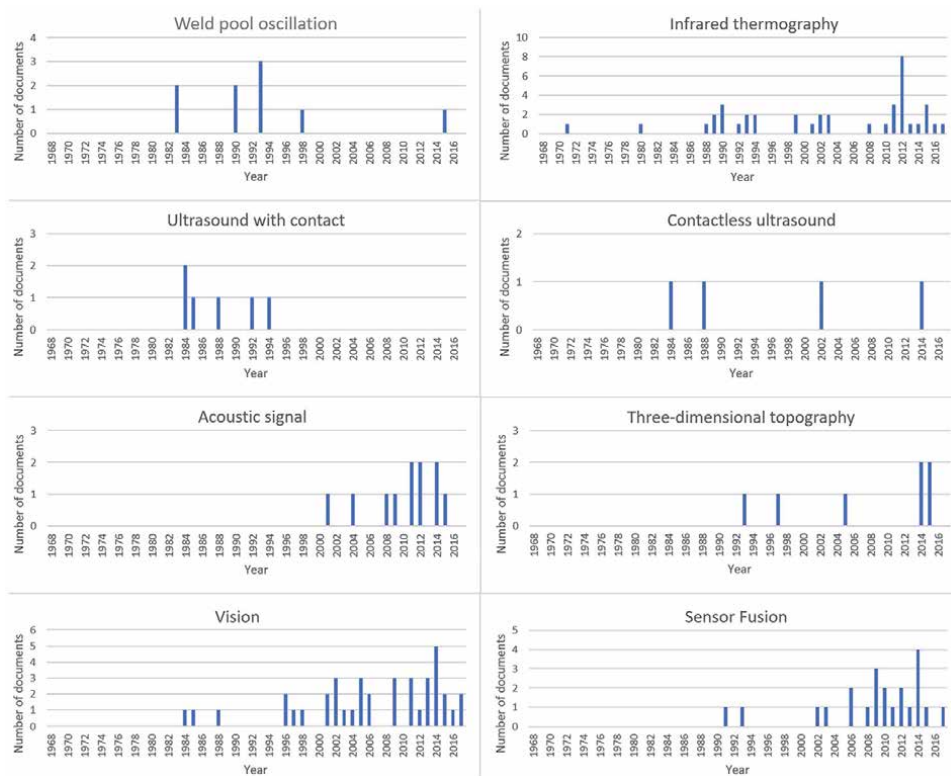 Weld pool oscillation
Number of documents
4
3
2
1
0
1968 1970 1972 1974 1976 1978 1980 1982 1984 1986 1988 1990 1992 1994 1996 1998 2000 2002 2004 2006 2008 2010 2012 2014 2016
Year
Infrared thermography
Number of documents
10
8
6
4
2
0
1968 1970 1972 1974 1976 1978 1980 1982 1984 1986 1988 1990 1992 1994 1996 1998 2000 2002 2004 2006 2008 2010 2012 2014 2016
Year
Ultrasound with contact
Number of documents
3
2
1
0
1968 1970 1972 1974 1976 1978 1980 1982 1984 1986 1988 1990 1992 1994 1996 1998 2000 2002 2004 2006 2008 2010 2012 2014 2016
Year
Contactless ultrasound
Number of documents
2
1
0
1968 1970 1972 1974 1976 1978 1980 1982 1984 1986 1988 1990 1992 1994 1996 1998 2000 2002 2004 2006 2008 2010 2012 2014 2016
Year
Acoustic signal
Number of documents
3
2
1
0
1968 1970 1972 1974 1976 1978 1980 1982 1984 1986 1988 1990 1992 1994 1996 1998 2000 2002 2004 2006 2008 2010 2012 2014 2016
Year
Three-dimensional topography
Number of documents
3
2
1
0
1968 1970 1972 1974 1976 1978 1980 1982 1984 1986 1988 1990 1992 1994 1996 1998 2000 2002 2004 2006 2008 2010 2012 2014 2016
Year
Vision
Number of documents
6
5
4
3
2
1
0
1968 1970 1972 1974 1976 1978 1980 1982 1984 1986 1988 1990 1992 1994 1996 1998 2000 2002 2004 2006 2008 2010 2012 2014 2016
Year
Sensor Fusion
Number of documents
5
4
3
2
1
0
1968 1970 1972 1974 1976 1978 1980 1982 1984 1986 1988 1990 1992 1994 1996 1998 2000 2002 2004 2006 2008 2010 2012 2014 2016
Year